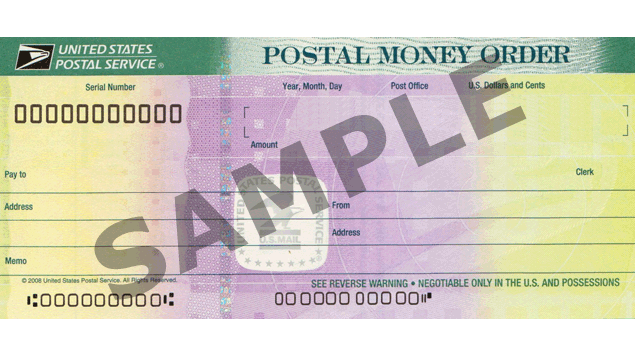 UNITED STATES
POSTAL SERVICE®
POSTAL MONEY ORDER
Serial Number
Year, Month, Day
Post Office
U.S. Dollars and Cents
00000000000
Amount
Pay to
Clerk
Address
From
Address
Memo
UNITED STATES POSTAL SERVICE
U.S. MAIL
SAMPLE
© 2008 United States Postal Service. All Rights Reserved.
SEE REVERSE WARNING • NEGOTIABLE ONLY IN THE U.S. AND POSSESSIONS
⑆000000000⑆
00 000000 00000⑈